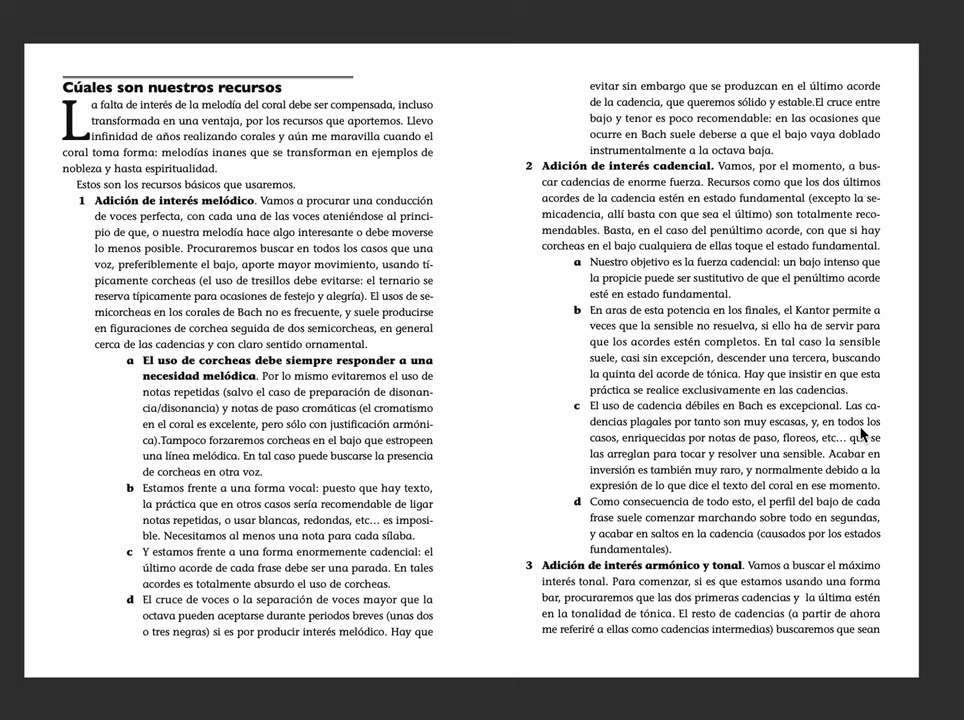 Cúales son nuestros recursos
La falta de interés de la melodía del coral debe ser compensada, incluso
transformada en una ventaja, por los recursos que aportemos. Llevo
infinidad de años realizando corales y aún me maravilla cuando el
coral toma forma: melodías inanes que se transforman en ejemplos de
nobleza y hasta espiritualidad.
Estos son los recursos básicos que usaremos.
1 Adición de interés melódico. Vamos a procurar una conducción
de voces perfecta, con cada una de las voces ateniéndose al princi-
pio de que, o nuestra melodía hace algo interesante o debe moverse
lo menos posible. Procuraremos buscar en todos los casos que una
voz, preferiblemente el bajo, aporte mayor movimiento, usando tí-
picamente corcheas (el uso de tresillos debe evitarse: el ternario se
reserva típicamente para ocasiones de festejo y alegría). El usos de se-
micorcheas en los corales de Bach no es frecuente, y suele producirse
en figuraciones de corchea seguida de dos semicorcheas, en general
cerca de las cadencias y con claro sentido ornamental.
a El uso de corcheas debe siempre responder a una
necesidad melódica. Por lo mismo evitaremos el uso de
notas repetidas (salvo el caso de preparación de disonan-
cia/disonancia) y notas de paso cromáticas (el cromatismo
en el coral es excelente, pero sólo con justificación armóni-
ca).Tampoco forzaremos corcheas en el bajo que estropeen
una línea melódica. En tal caso puede buscarse la presencia
de corcheas en otra voz.
b Estamos frente a una forma vocal: puesto que hay texto,
la práctica que en otros casos sería recomendable de ligar
notas repetidas, o usar blancas, redondas, etc... es imposi-
ble. Necesitamos al menos una nota para cada sílaba.
c Y estamos frente a una forma enormemente cadencial: el
último acorde de cada frase debe ser una parada. En tales
acordes es totalmente absurdo el uso de corcheas.
d El cruce de voces o la separación de voces mayor que la
octava pueden aceptarse durante periodos breves (unas dos
o tres negras) si es por producir interés melódico. Hay que
evitar sin embargo que se produzcan en el último acorde
de la cadencia, que queremos sólido y estable.El cruce entre
bajo y tenor es poco recomendable: en las ocasiones que
ocurre en Bach suele deberse a que el bajo vaya doblado
instrumentalmente a la octava baja.
2 Adición de interés cadencial. Vamos, por el momento, a bus-
car cadencias de enorme fuerza. Recursos como que los dos últimos
acordes de la cadencia estén en estado fundamental (excepto la se-
micadencia, allí basta con que sea el último) son totalmente reco-
mendables. Basta, en el caso del penúltimo acorde, con que si hay
corcheas en el bajo cualquiera de ellas toque el estado fundamental.
a Nuestro objetivo es la fuerza cadencial: un bajo intenso que
la propicie puede ser sustitutivo de que el penúltimo acorde
esté en estado fundamental.
b En aras de esta potencia en los finales, el Kantor permite a
veces que la sensible no resuelva, si ello ha de servir para
que los acordes estén completos. En tal caso la sensible
suele, casi sin excepción, descender una tercera, buscando
la quinta del acorde de tónica. Hay que insistir en que esta
práctica se realice exclusivamente en las cadencias.
c El uso de cadencia débiles en Bach es excepcional. Las ca-
dencias plagales por tanto son muy escasas, y, en todos los
casos, enriquecidas por notas de paso, floreos, etc... que se
las arreglan para tocar y resolver una sensible. Acabar en
inversión es también muy raro, y normalmente debido a la
expresión de lo que dice el texto del coral en ese momento.
d Como consecuencia de todo esto, el perfil del bajo de cada
frase suele comenzar marchando sobre todo en segundas,
y acabar en saltos en la cadencia (causados por los estados
fundamentales).
3 Adición de interés armónico y tonal. Vamos a buscar el máximo
interés tonal. Para comenzar, si es que estamos usando una forma
bar, procuraremos que las dos primeras cadencias y la última estén
en la tonalidad de tónica. El resto de cadencias (a partir de ahora
me referiré a ellas como cadencias intermedias) buscaremos que sean